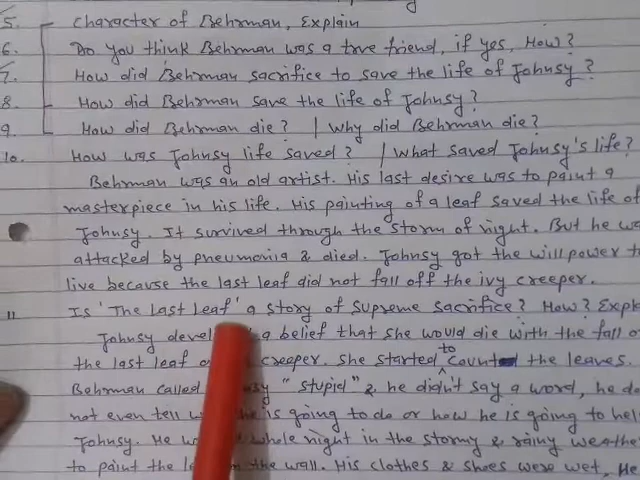 5. Character of Behrman, Explain
6. Do you think Behrman was a true friend, if yes, How?
7. How did Behrman sacrifice to save the life of Johnsy?
8. How did Behrman save the life of Johnsy?
9. How did Behrman die? | Why did Behrman die?
10. How was Johnsy life saved? | What saved Johnsy's life?
Behrman was an old artist. His last desire was to paint a
masterpiece in his life. His painting of a leaf saved the life of
Johnsy. It survived through the storm of night. But he wa
attacked by pneumonia & died. Johnsy got the will power to
live because the last leaf did not fall off the ivy creeper.
11 Is 'The Last Leaf' a story of supreme sacrifice? How? Expl
Johnsy devel a belief that she would die with the fall of
the last leaf o creeper. She started to count the leaves.
Behrman called sy "stupid" & he didn't say a word, he do
not even tell w he is going to do or how he is going to hel
Johnsy. He w whole night in the stormy & rainy weathe
to paint the le the wall. His clothes & shoes were wet, He